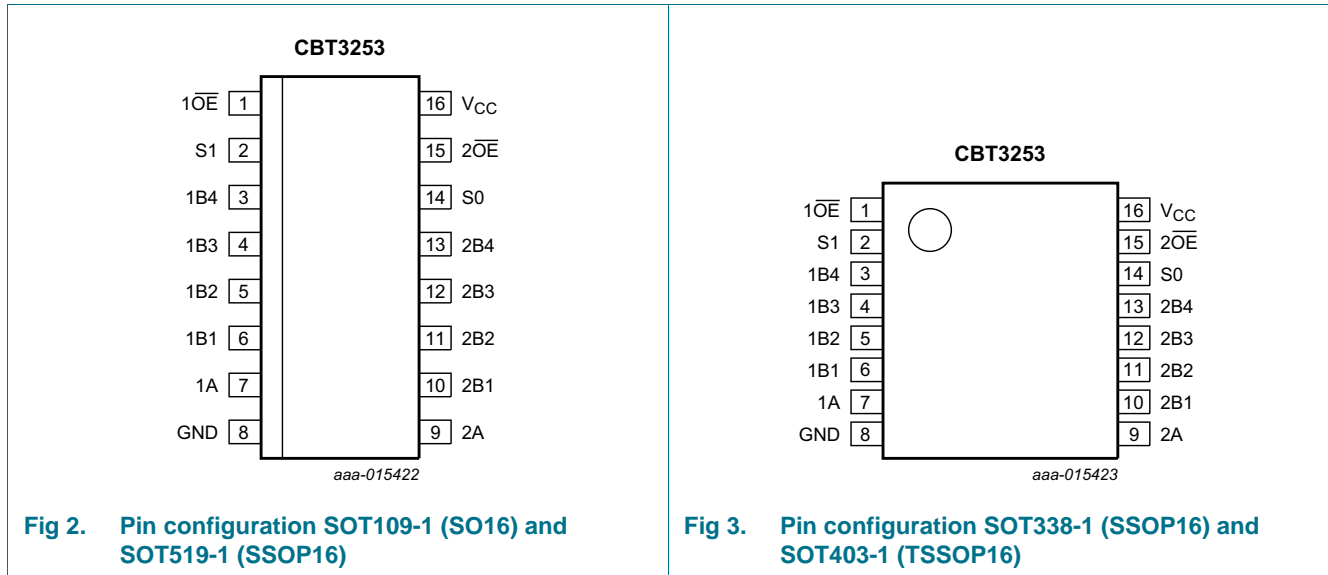 CBT3253
1O̅E̅ 1
16 VCC
S1 2
15 2O̅E̅
1B4 3
14 S0
1B3 4
13 2B4
1B2 5
12 2B3
1B1 6
11 2B2
1A 7
10 2B1
GND 8
9 2A
aaa-015422
Fig 2. Pin configuration SOT109-1 (SO16) and
SOT519-1 (SSOP16)
CBT3253
1O̅E̅ 1
16 VCC
S1 2
15 2O̅E̅
1B4 3
14 S0
1B3 4
13 2B4
1B2 5
12 2B3
1B1 6
11 2B2
1A 7
10 2B1
GND 8
9 2A
aaa-015423
Fig 3. Pin configuration SOT338-1 (SSOP16) and
SOT403-1 (TSSOP16)